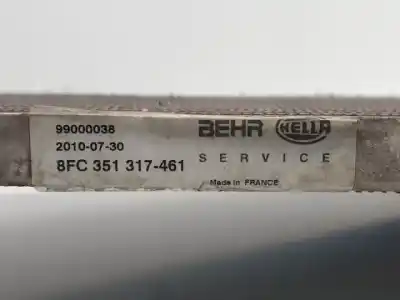 99000038
2010-07-30
8FC 351 317-461
BEHR HELLA
SERVICE
Made in FRANCE